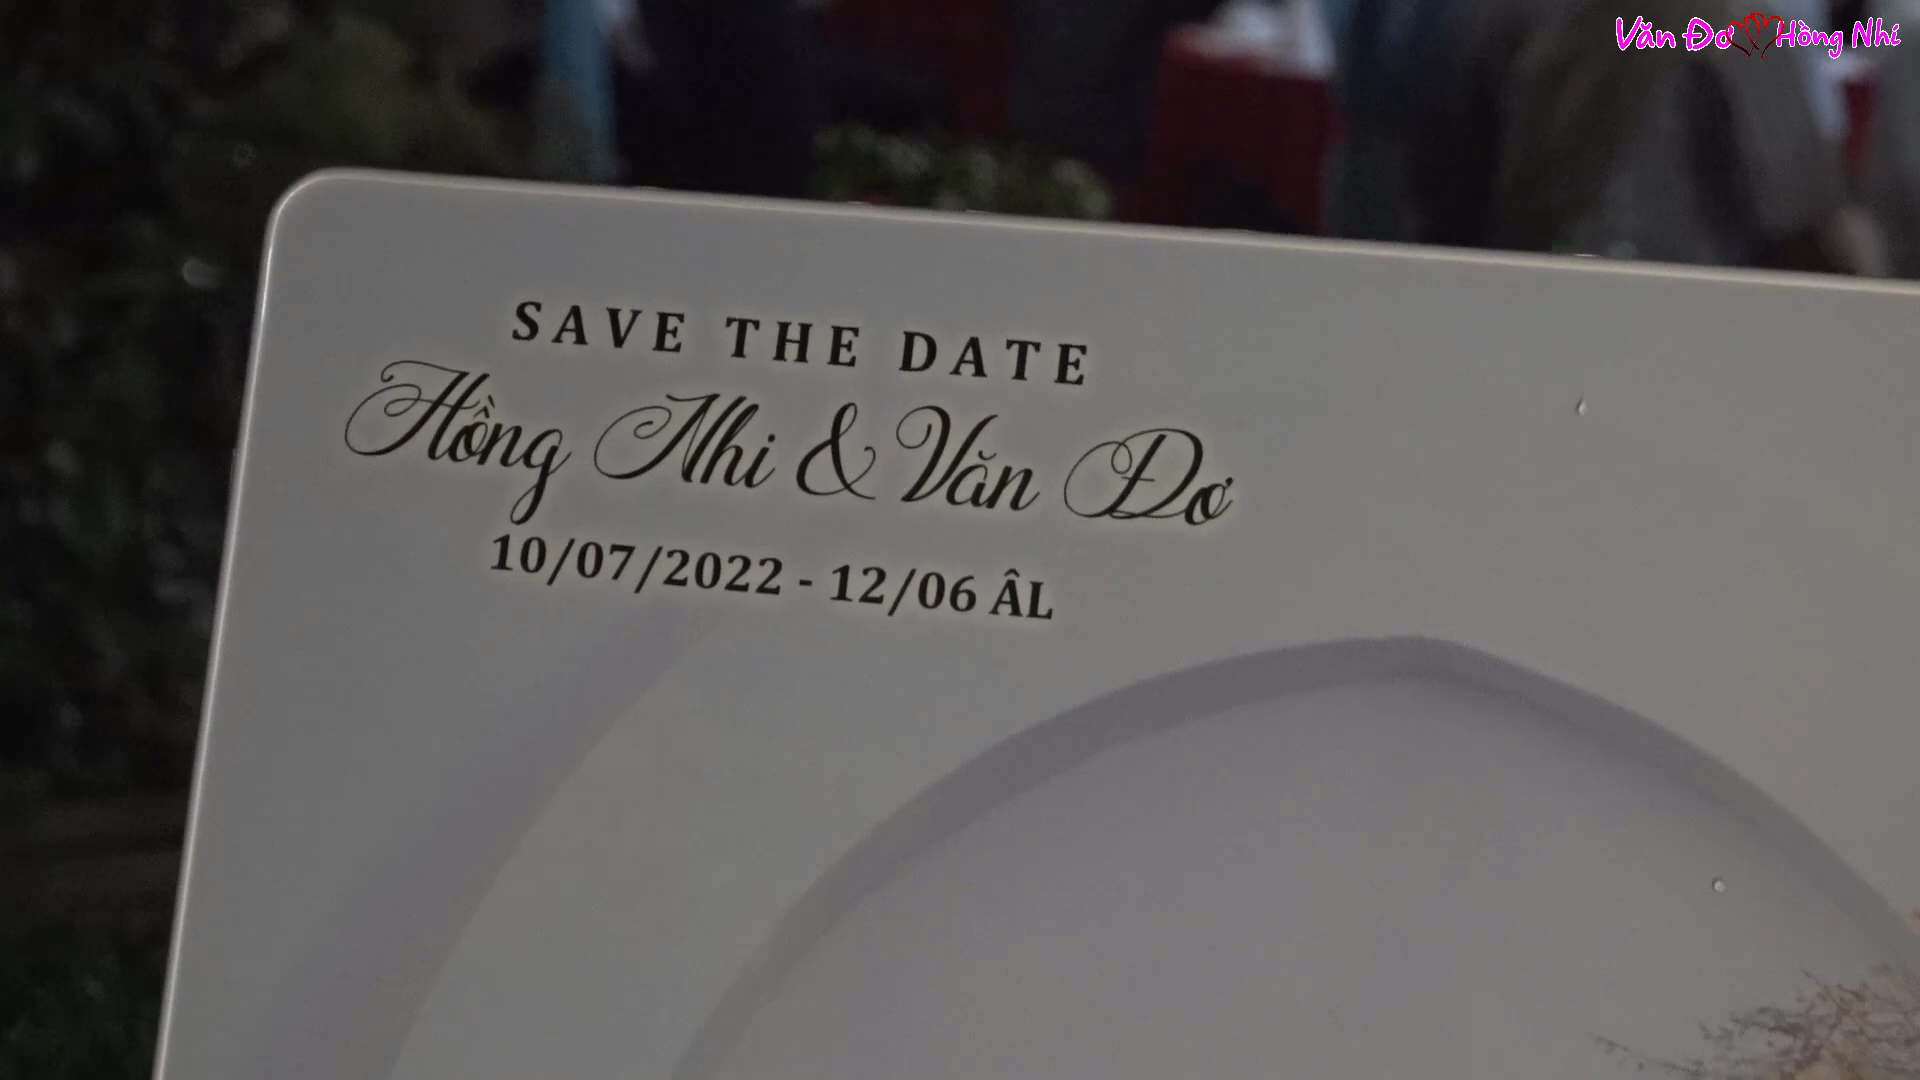 Văn Đơ Hồng Nhi
SAVE THE DATE
Hồng Nhi & Văn Đơ
10/07/2022 - 12/06 ÂL